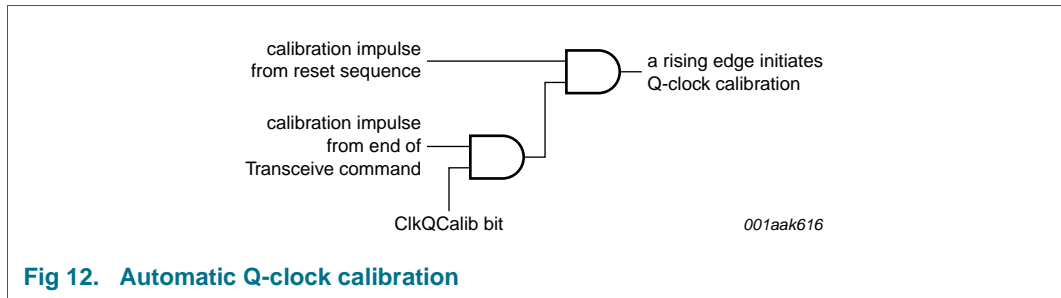 calibration impulse
from reset sequence
a rising edge initiates
Q-clock calibration
calibration impulse
from end of
Transceive command
ClkQCalib bit
001aak616
Fig 12. Automatic Q-clock calibration